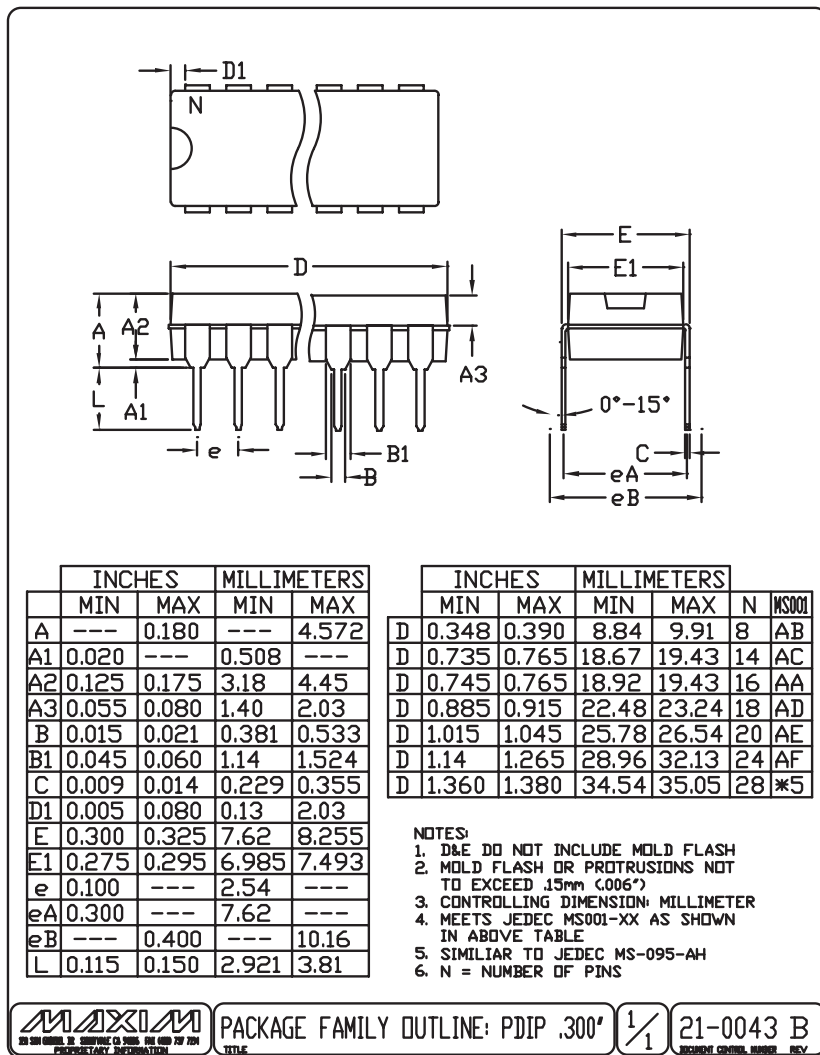 D1
N
D
E
E1
A
A2
A3
L
A1
0°-15°
e
B1
B
C
eA
eB
INCHES MILLIMETERS
MIN MAX MIN MAX
A --- 0.180 --- 4.572
A1 0.020 --- 0.508 ---
A2 0.125 0.175 3.18 4.45
A3 0.055 0.080 1.40 2.03
B 0.015 0.021 0.381 0.533
B1 0.045 0.060 1.14 1.524
C 0.009 0.014 0.229 0.355
D1 0.005 0.080 0.13 2.03
E 0.300 0.325 7.62 8.255
E1 0.275 0.295 6.985 7.493
e 0.100 --- 2.54 ---
eA 0.300 --- 7.62 ---
eB --- 0.400 --- 10.16
L 0.115 0.150 2.921 3.81
INCHES MILLIMETERS
MIN MAX MIN MAX N MS001
D 0.348 0.390 8.84 9.91 8 AB
D 0.735 0.765 18.67 19.43 14 AC
D 0.745 0.765 18.92 19.43 16 AA
D 0.885 0.915 22.48 23.24 18 AD
D 1.015 1.045 25.78 26.54 20 AE
D 1.14 1.265 28.96 32.13 24 AF
D 1.360 1.380 34.54 35.05 28 *5
NOTES:
1. D&E DO NOT INCLUDE MOLD FLASH
2. MOLD FLASH OR PROTRUSIONS NOT
TO EXCEED .15mm (.006")
3. CONTROLLING DIMENSION: MILLIMETER
4. MEETS JEDEC MS001-XX AS SHOWN
IN ABOVE TABLE
5. SIMILIAR TO JEDEC MS-095-AH
6. N = NUMBER OF PINS
MAXIM
PROPRIETARY INFORMATION
PACKAGE FAMILY OUTLINE: PDIP .300"
TITLE
1/1
21-0043 B
DOCUMENT CONTROL NUMBER REV